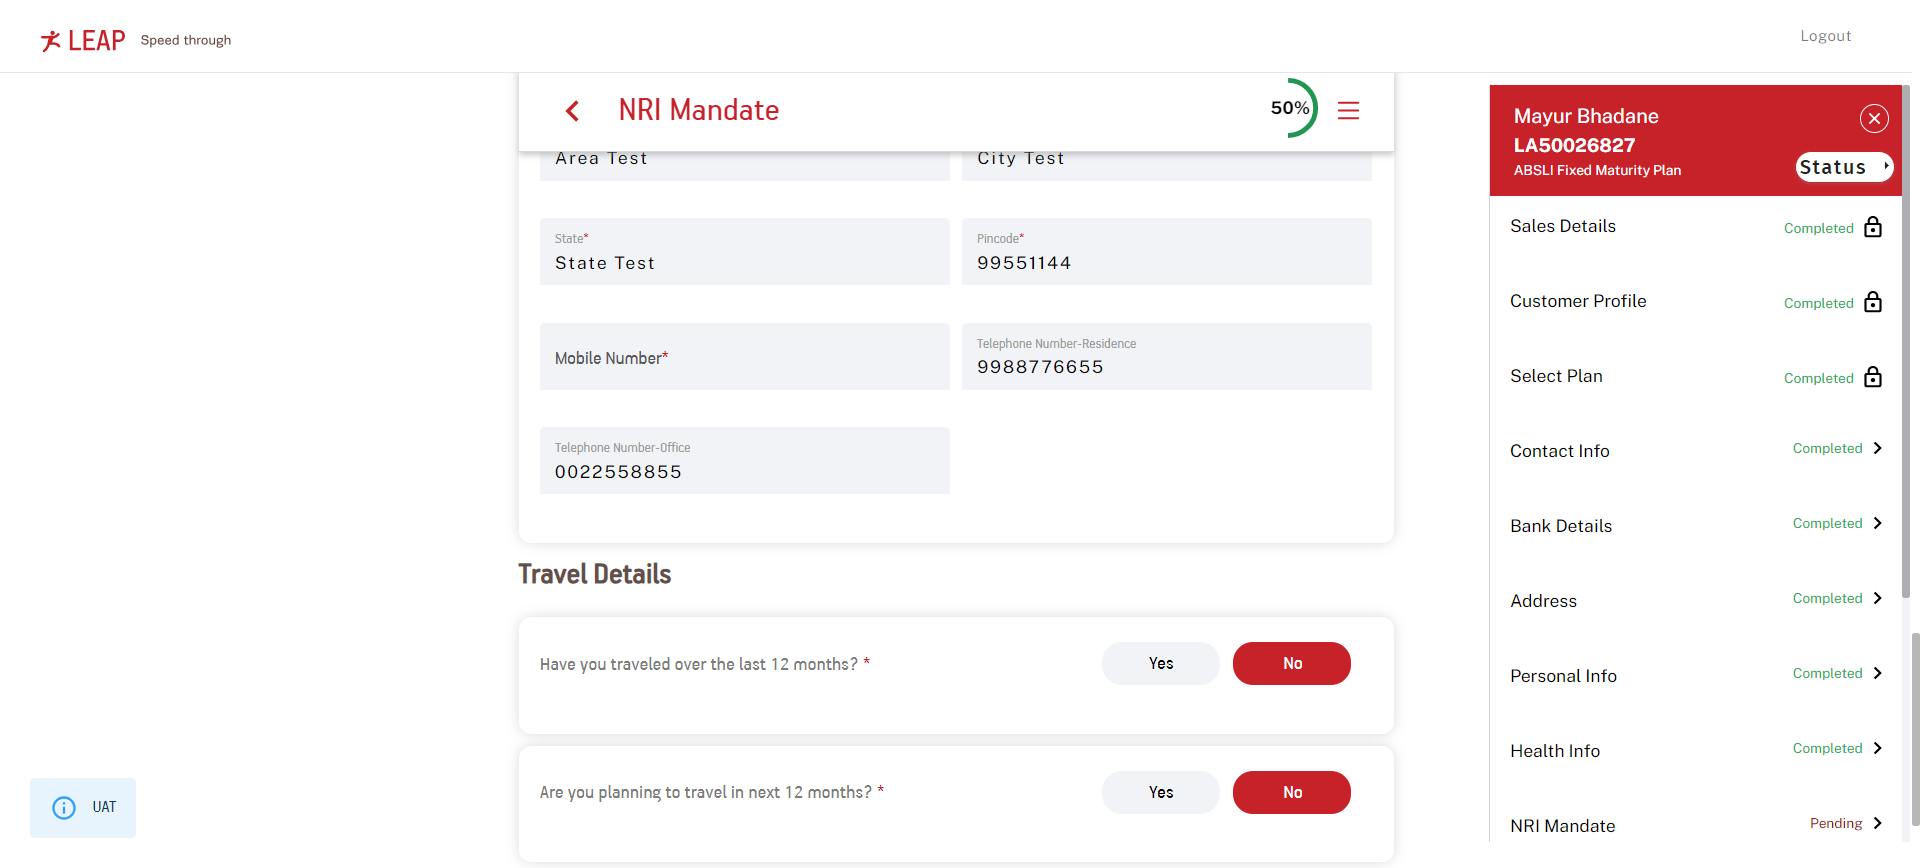 LEAP Speed through
Logout
NRI Mandate
50%
Area Test
City Test
State*
State Test
Pincode*
99551144
Mobile Number*
Telephone Number-Residence
9988776655
Telephone Number-Office
0022558855
Travel Details
Have you traveled over the last 12 months? *
Yes
No
Are you planning to travel in next 12 months? *
Yes
No
UAT
Mayur Bhadane
LA50026827
ABSLI Fixed Maturity Plan
Status
Sales Details Completed
Customer Profile Completed
Select Plan Completed
Contact Info Completed
Bank Details Completed
Address Completed
Personal Info Completed
Health Info Completed
NRI Mandate Pending